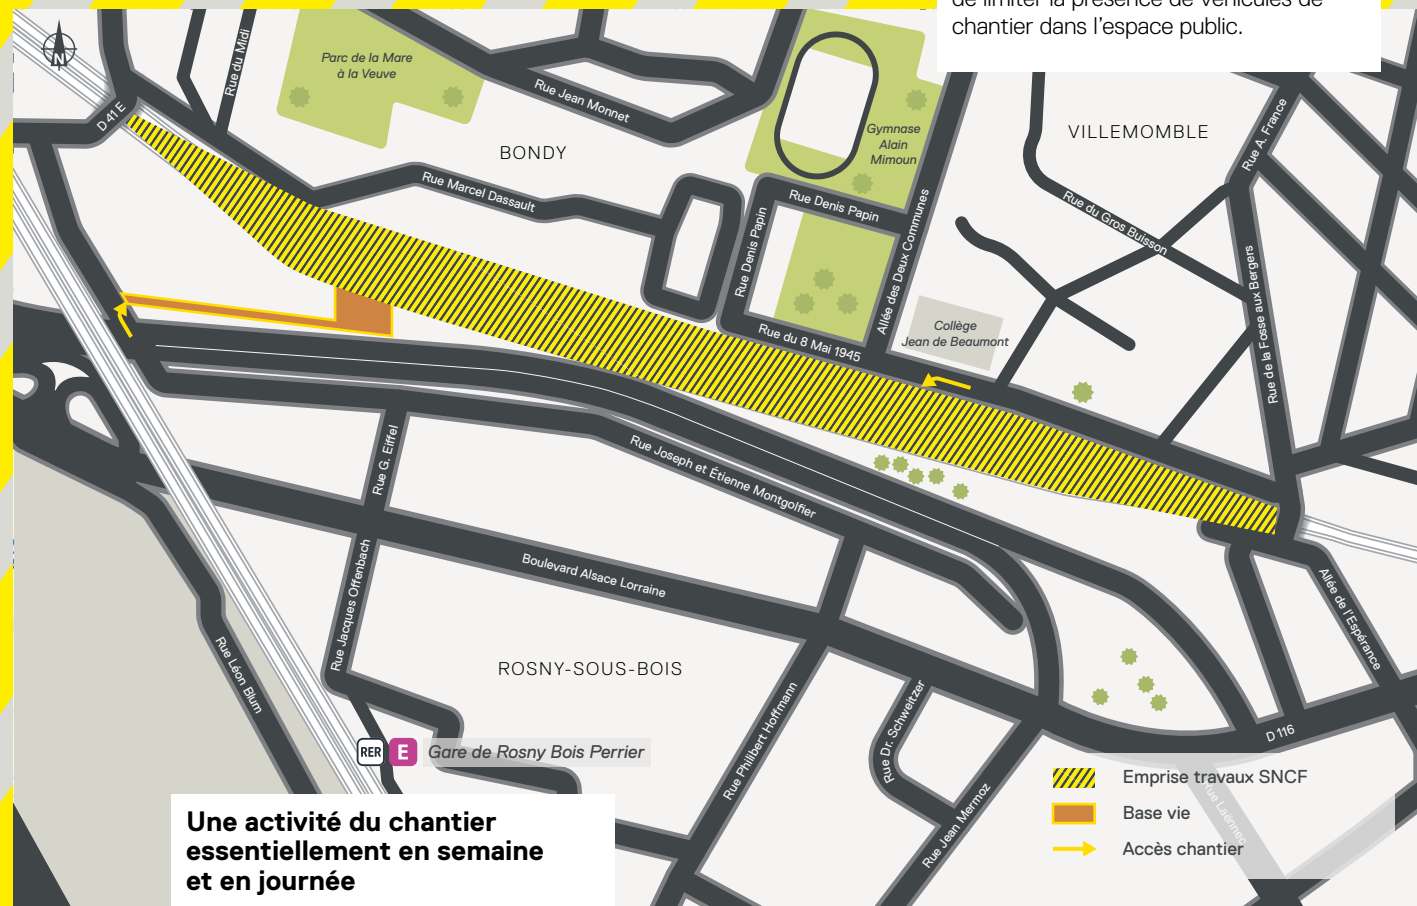 de limiter la présence de véhicules de
chantier dans l'espace public.
N
D 41 E
Rue du Midi
Parc de la Mare
à la Veuve
Rue Jean Monnet
BONDY
Rue Marcel Dassault
Gymnase
Alain
Mimoun
Rue Denis Papin
Rue Denis Papin
Allée des Deux Communes
VILLEMOMBLE
Rue A. France
Rue du Gros Buisson
Rue de la Fosse aux Bergers
Collège
Jean de Beaumont
Rue du 8 Mai 1945
Rue G. Eiffel
Rue Joseph et Étienne Montgolfier
Rue Jacques Offenbach
Boulevard Alsace Lorraine
Allée de l'Espérance
Rue Léon Blum
ROSNY-SOUS-BOIS
Rue Philibert Hoffmann
Rue Dr. Schweitzer
Rue Jean Mermoz
D 116
Rue Laënnec
RER E Gare de Rosny Bois Perrier
Emprise travaux SNCF
Base vie
Accès chantier
Une activité du chantier
essentiellement en semaine
et en journée